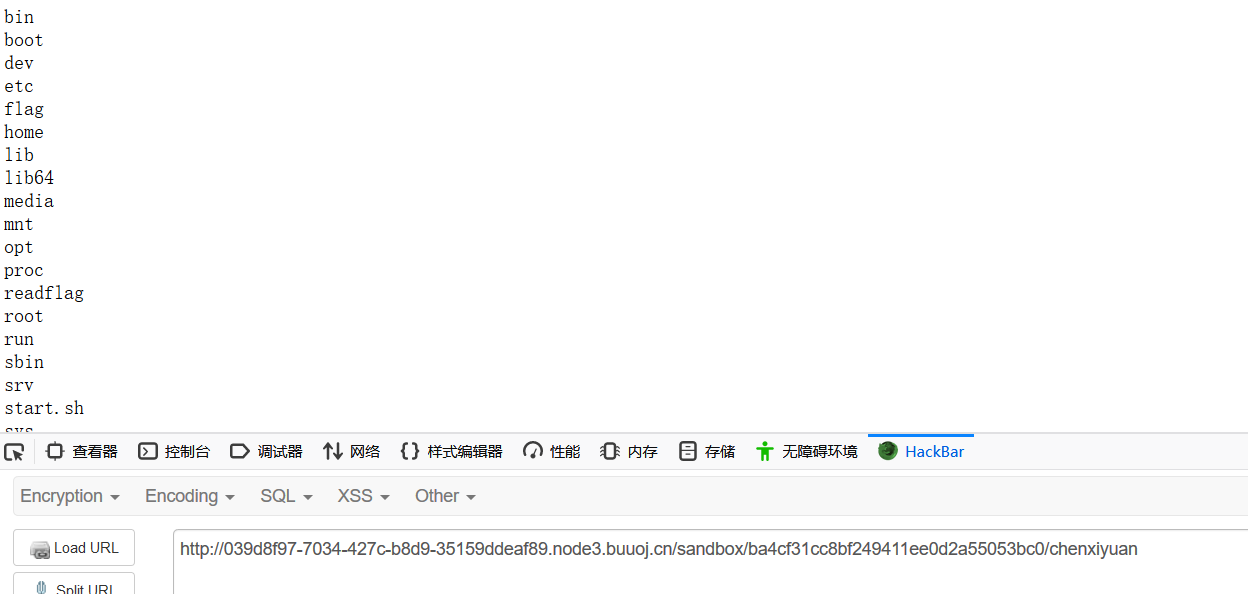 bin
boot
dev
etc
flag
home
lib
lib64
media
mnt
opt
proc
readflag
root
run
sbin
srv
start.sh
sys
查看器 控制台 调试器 网络 样式编辑器 性能 内存 存储 无障碍环境 HackBar
Encryption Encoding SQL XSS Other
Load URL http://039d8f97-7034-427c-b8d9-35159ddeaf89.node3.buuoj.cn/sandbox/ba4cf31cc8bf249411ee0d2a55053bc0/chenxiyuan
Split URL